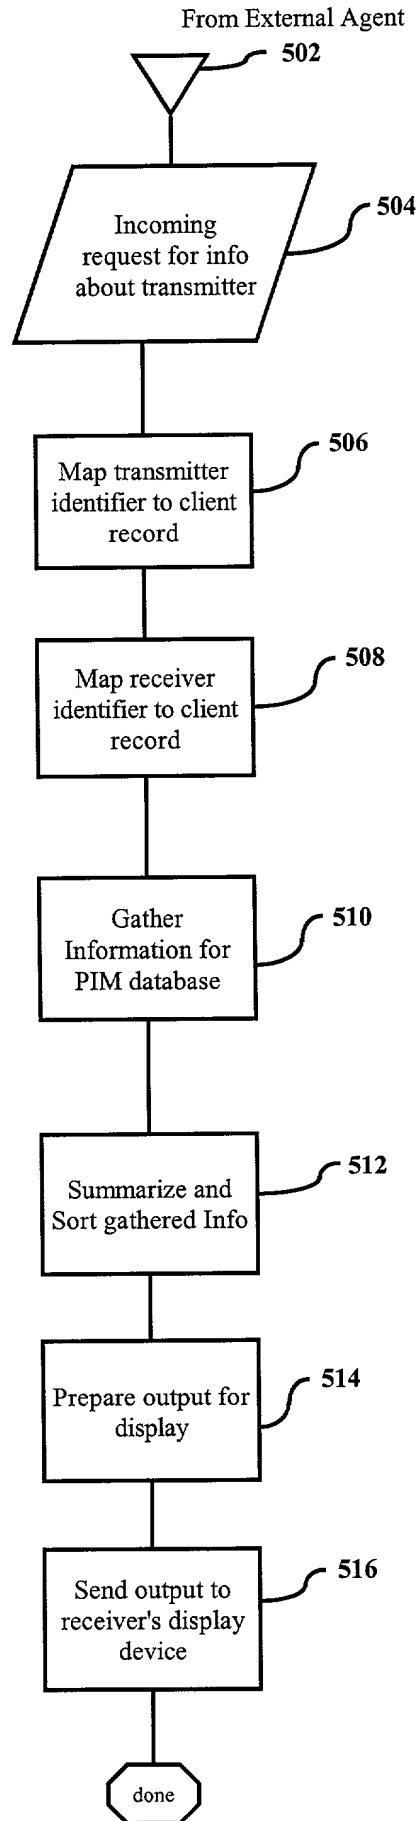 From External Agent
502
504
Incoming
request for info
about transmitter
506
Map transmitter
identifier to client
record
508
Map receiver
identifier to client
record
510
Gather
Information for
PIM database
512
Summarize and
Sort gathered Info
514
Prepare output for
display
516
Send output to
receiver's display
device
done